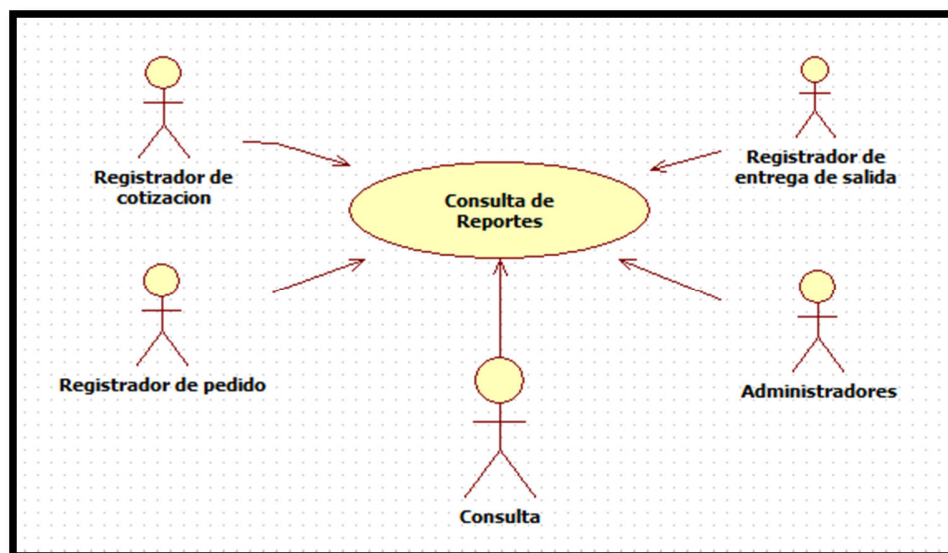 Registrador de
cotizacion
Registrador de
entrega de salida
Consulta de
Reportes
Registrador de pedido
Administradores
Consulta